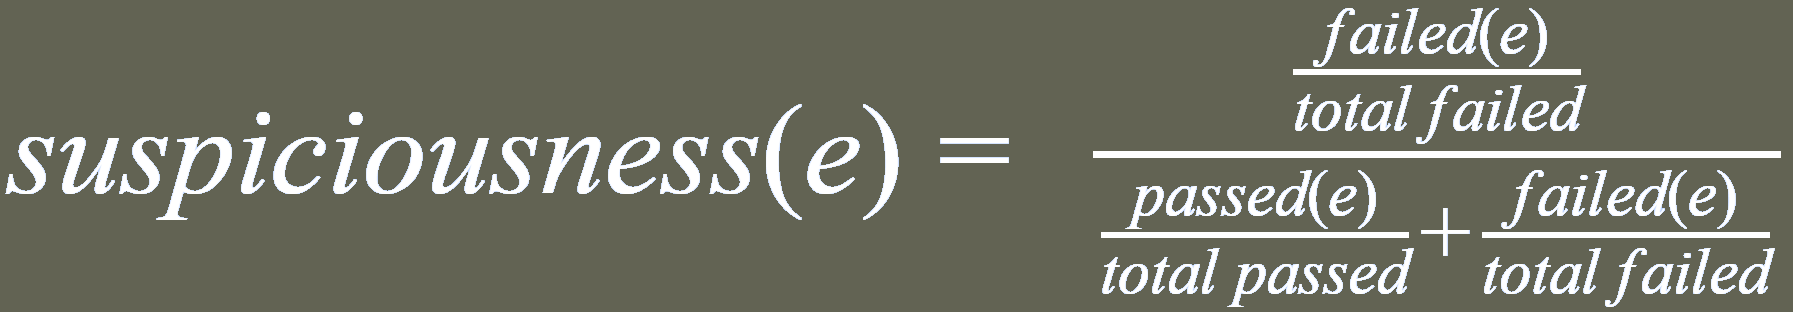 suspiciousness(e) = 
failed(e)
total failed
passed(e)
total passed
+
failed(e)
total failed